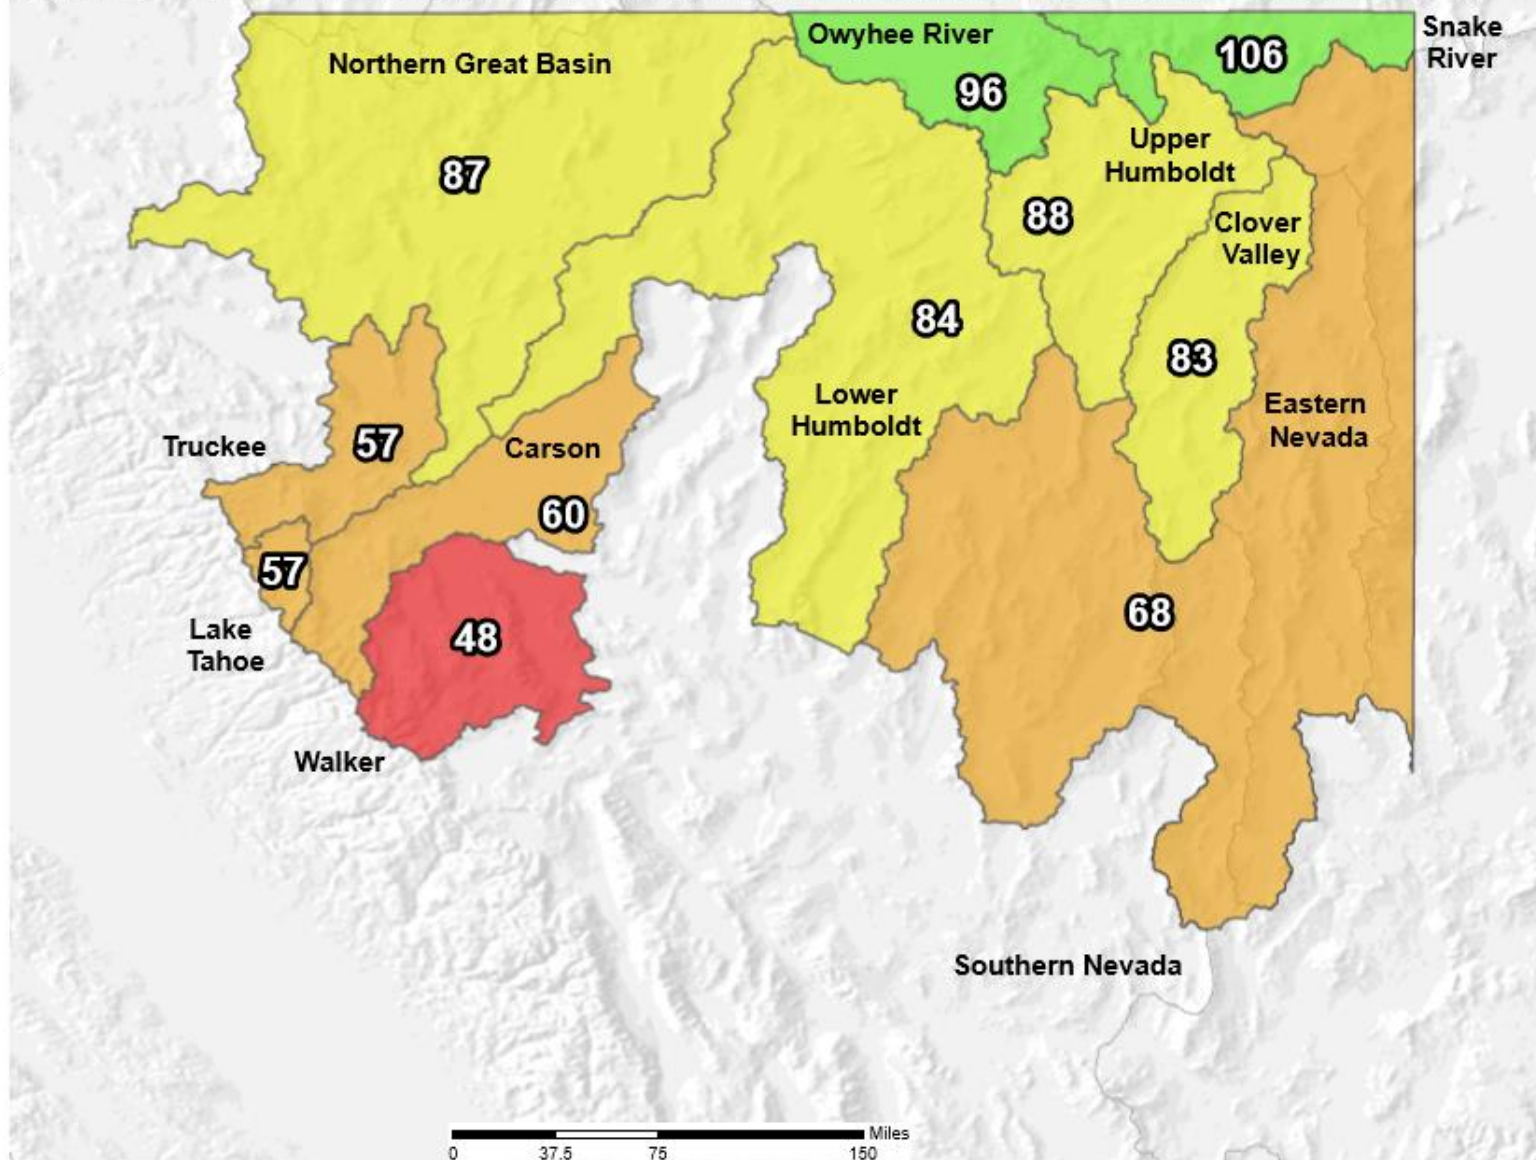 Owyhee River
Snake
River
Northern Great Basin
106
96
Upper
Humboldt
87
88
Clover
Valley
84
83
Lower
Humboldt
Eastern
Nevada
Truckee
57
Carson
60
57
68
Lake
Tahoe
48
Walker
Southern Nevada
Miles
0 37.5 75 150